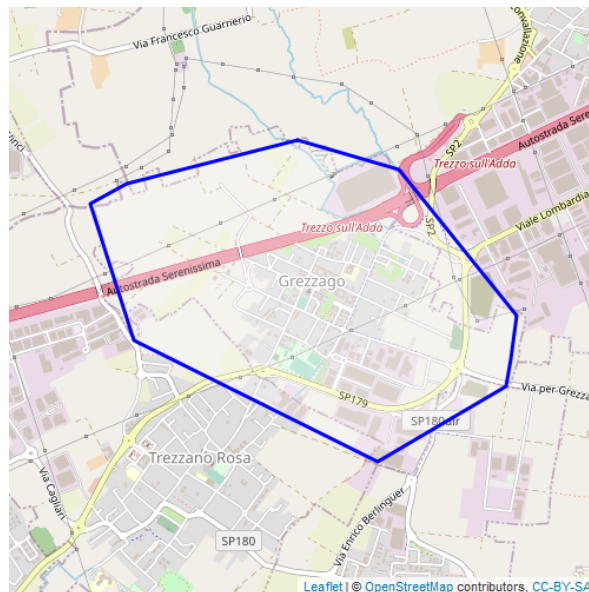 Via Francesco Guarnerio
SP2
Autostrada Seren
Trezzo sull'Adda
Viale Lombardia
SP2
Trezzo sull'Adda
Autostrada Serenissima
Grezzago
Via per Grezza
SP179
SP180dir
Trezzano Rosa
Via Cagliari
Via Enrico Berlinguer
SP180
Leaflet | © OpenStreetMap contributors, CC-BY-SA